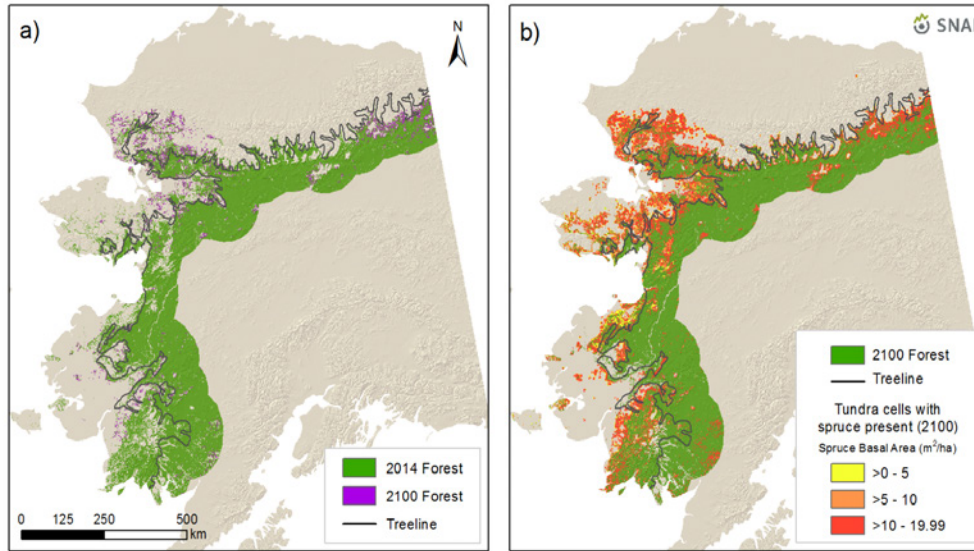 a)
N
2014 Forest
2100 Forest
Treeline
0 125 250 500
km
b)
SNAP
2100 Forest
Treeline
Tundra cells with
spruce present (2100)
Spruce Basal Area (m²/ha)
>0 - 5
>5 - 10
>10 - 19.99